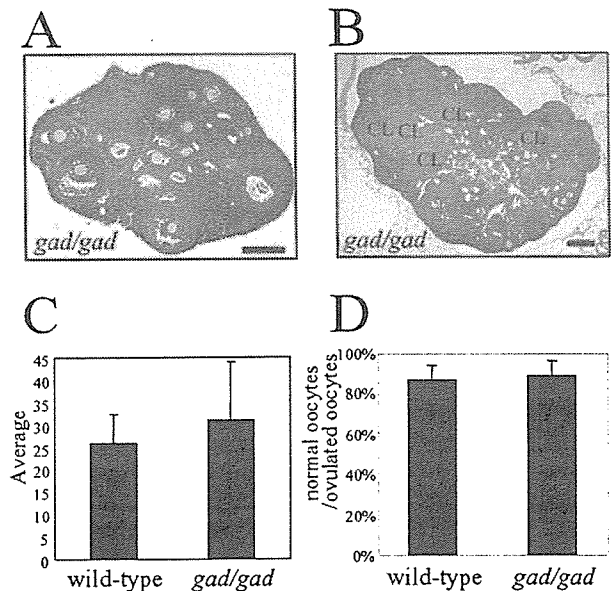 A
B
gad/gad
CL CL CL CL
CL
gad/gad
C
45
40
35
30
25
20
15
10
5
0
Average
wild-type gad/gad
D
100%
80%
60%
40%
20%
0%
normal oocytes
/ovulated oocytes
wild-type gad/gad